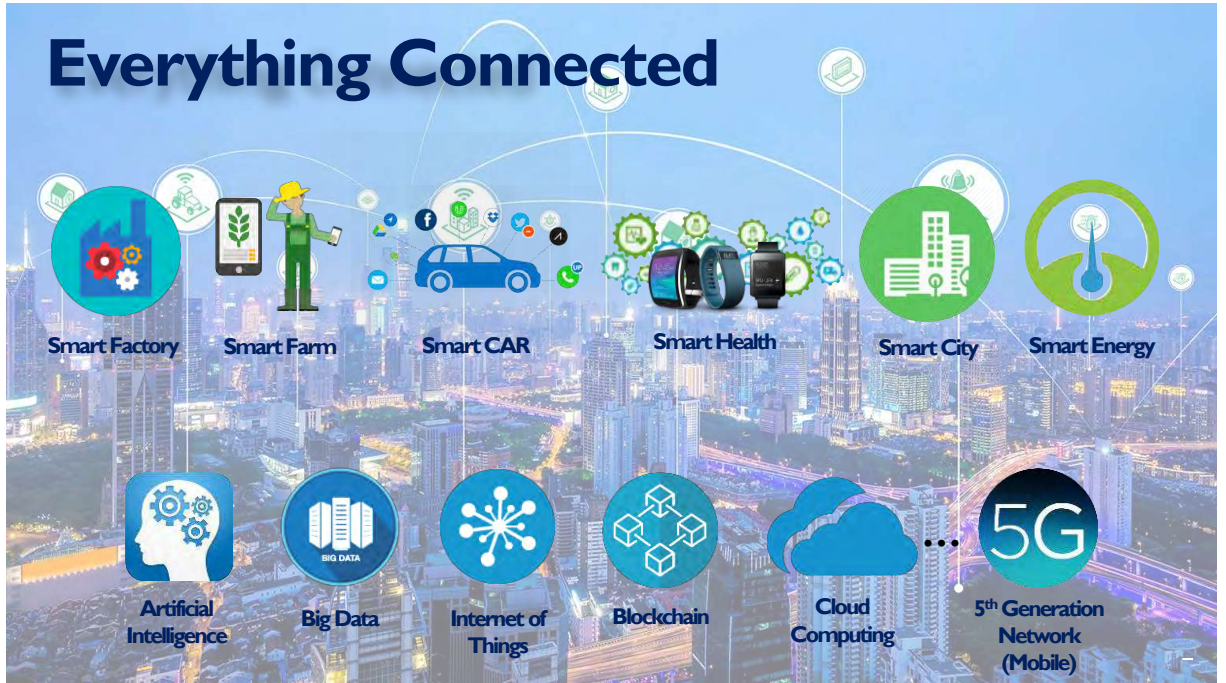 Everything Connected
Smart Factory
Smart Farm
Smart CAR
Smart Health
Smart City
Smart Energy
UP
BIG DATA
5G
Artificial
Intelligence
Big Data
Internet of
Things
Blockchain
Cloud
Computing
...
5th Generation
Network
(Mobile)